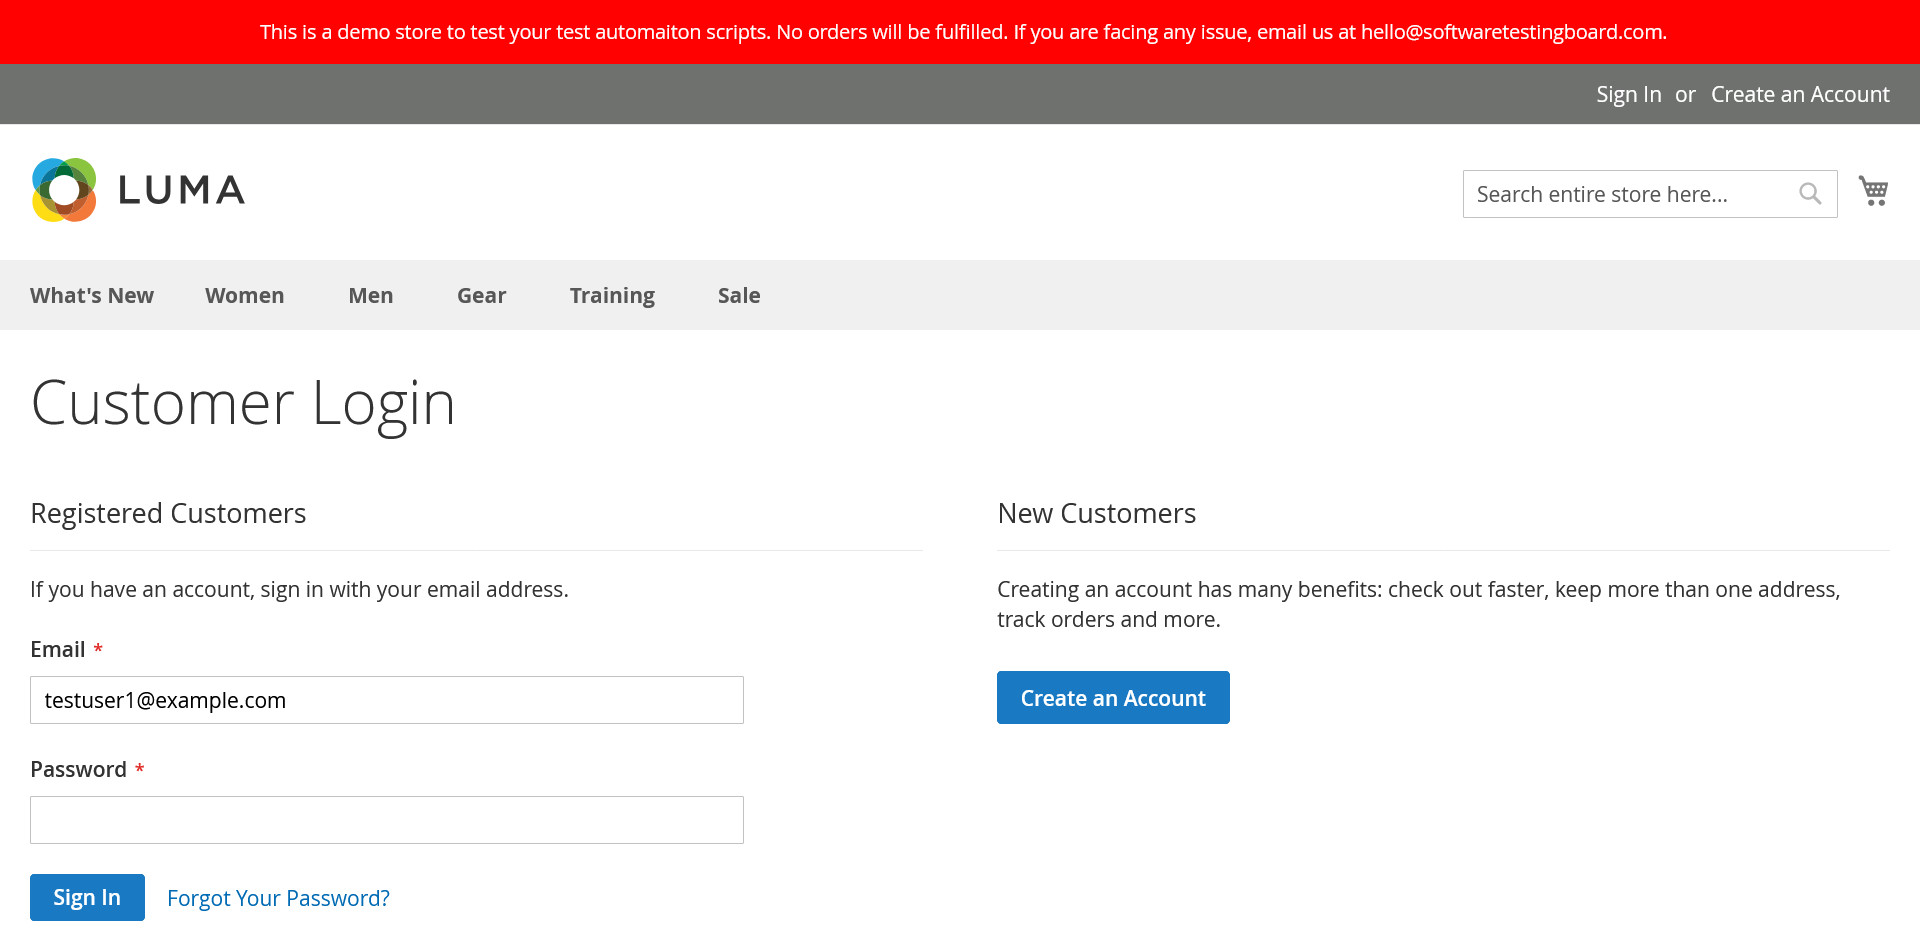 This is a demo store to test your test automaiton scripts. No orders will be fulfilled. If you are facing any issue, email us at hello@softwaretestingboard.com.
Sign In or Create an Account
LUMA
Search entire store here...
What's New Women Men Gear Training Sale
Customer Login
Registered Customers
If you have an account, sign in with your email address.
Email *
testuser1@example.com
Password *
Sign In Forgot Your Password?
New Customers
Creating an account has many benefits: check out faster, keep more than one address,
track orders and more.
Create an Account